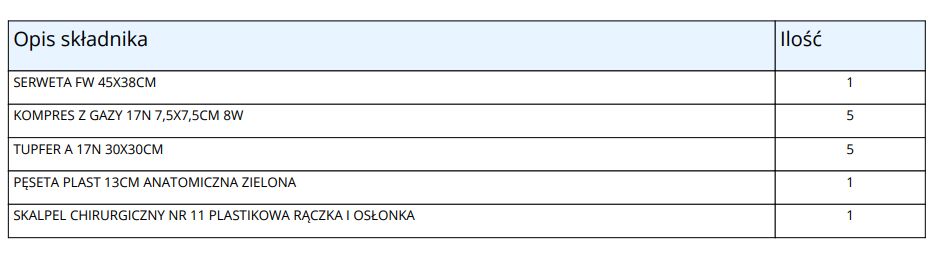 Opis składnika Ilość
SERWETA FW 45X38CM 1
KOMPRES Z GAZY 17N 7,5X7,5CM 8W 5
TUPFER A 17N 30X30CM 5
PĘSETA PLAST 13CM ANATOMICZNA ZIELONA 1
SKALPEL CHIRURGICZNY NR 11 PLASTIKOWA RĄCZKA I OSŁONKA 1